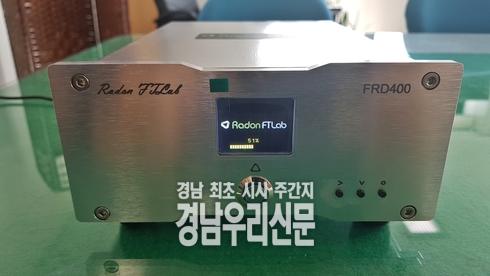 Radon FTLab
FRD400
Radon FTLab
51%
경남 최초 시사 주간지
경남우리신문